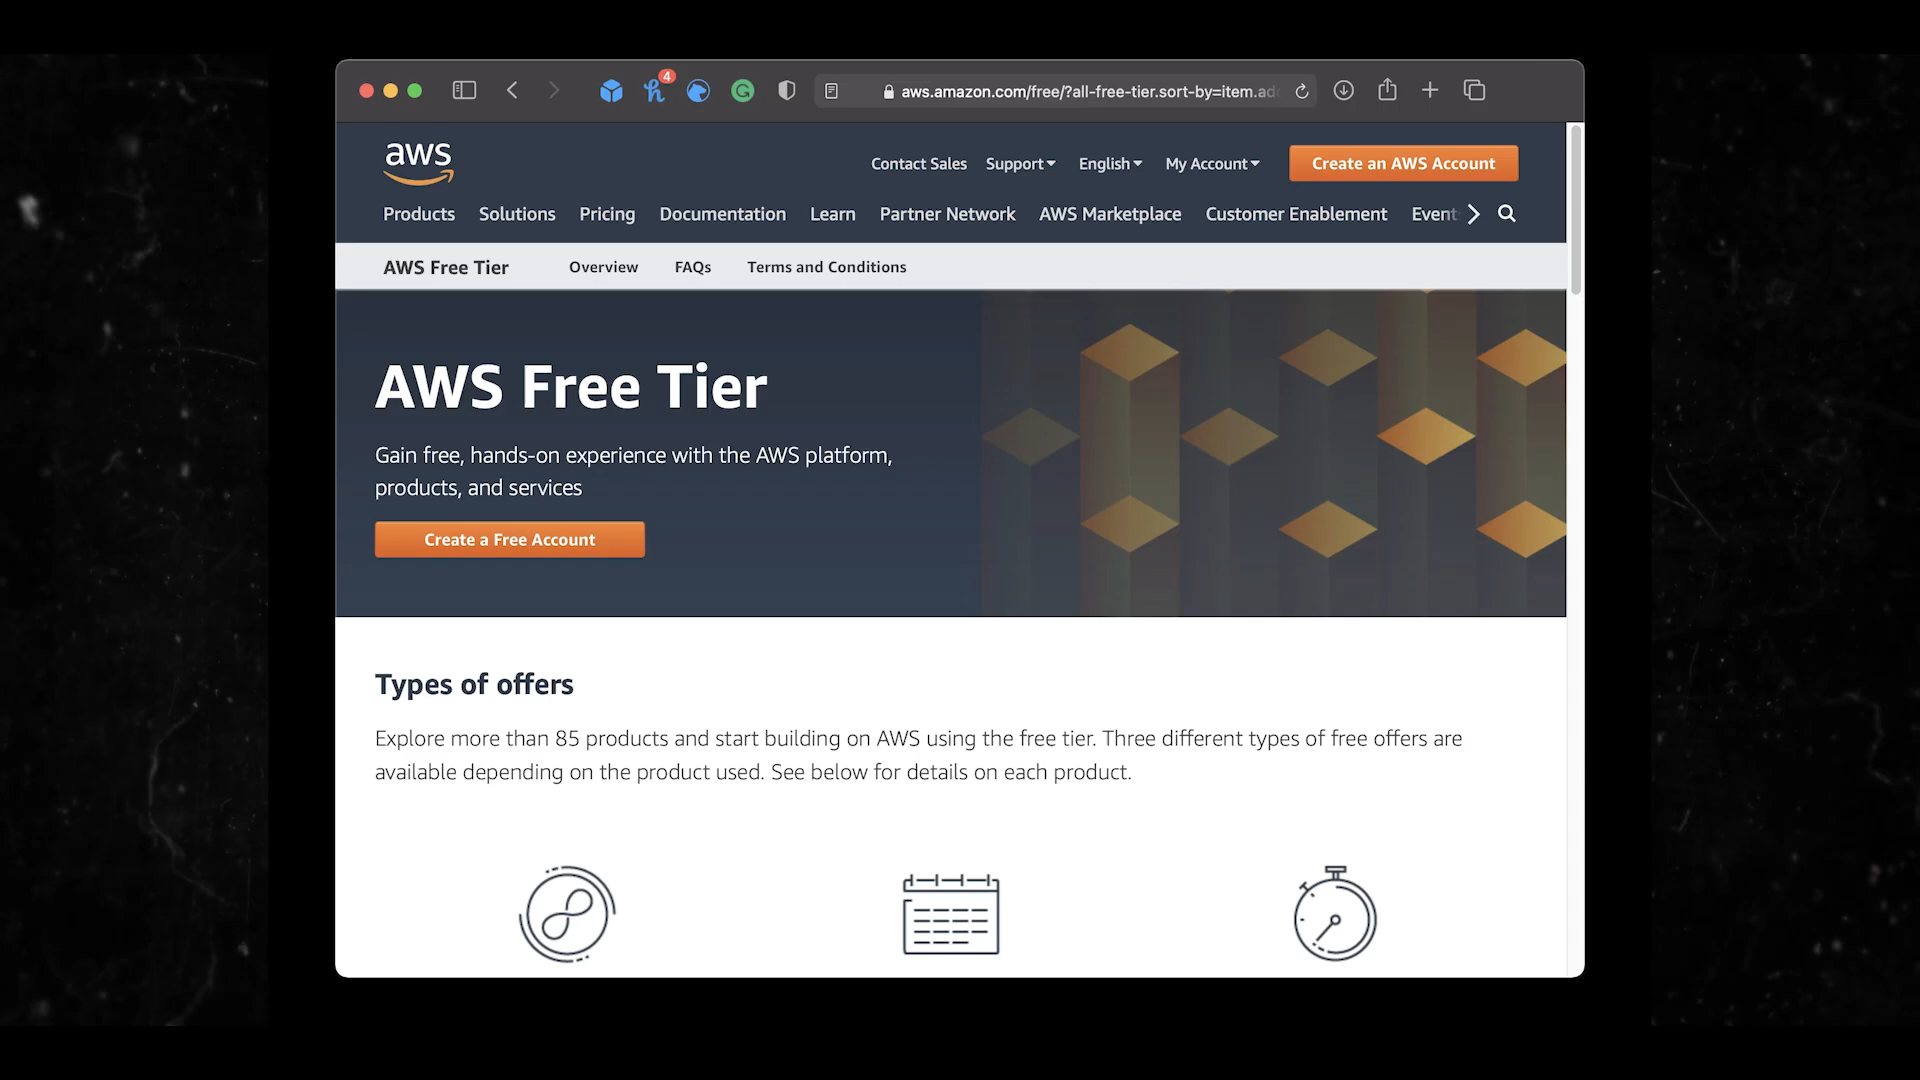 4
aws.amazon.com/free/?all-free-tier.sort-by=item.ad
aws
Contact Sales Support English My Account Create an AWS Account
Products Solutions Pricing Documentation Learn Partner Network AWS Marketplace Customer Enablement Event
AWS Free Tier Overview FAQs Terms and Conditions
AWS Free Tier
Gain free, hands-on experience with the AWS platform,
products, and services
Create a Free Account
Types of offers
Explore more than 85 products and start building on AWS using the free tier. Three different types of free offers are
available depending on the product used. See below for details on each product.